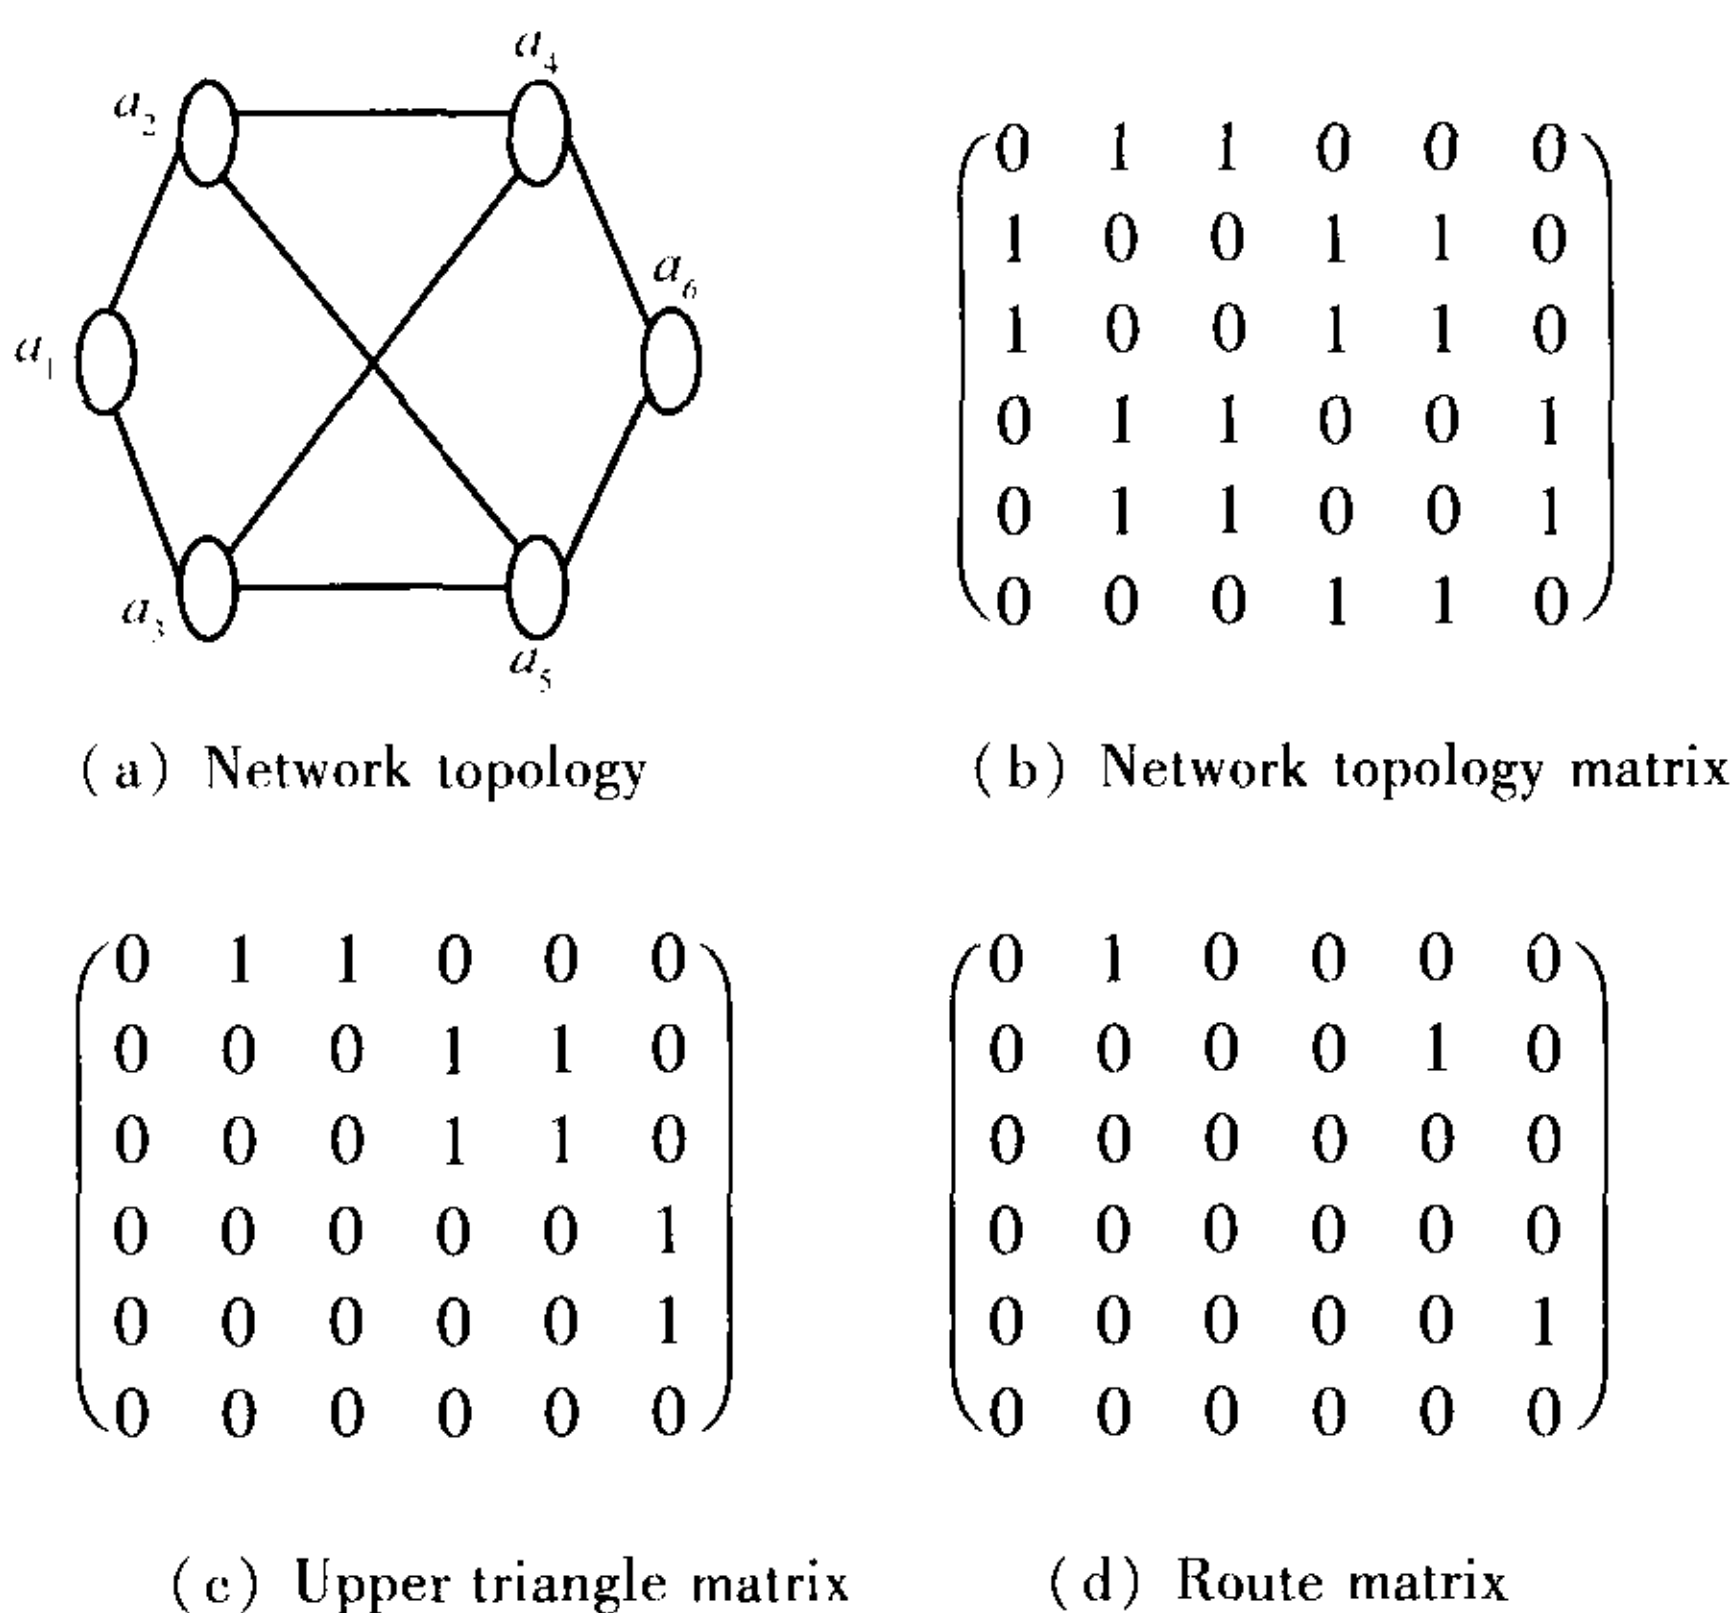 a4
a2
a6
a1
a3
a5
0 1 1 0 0 0
1 0 0 1 1 0
1 0 0 1 1 0
0 1 1 0 0 1
0 1 1 0 0 1
0 0 0 1 1 0
(a) Network topology
(b) Network topology matrix
0 1 1 0 0 0
0 0 0 1 1 0
0 0 0 1 1 0
0 0 0 0 0 1
0 0 0 0 0 1
0 0 0 0 0 0
0 1 0 0 0 0
0 0 0 0 1 0
0 0 0 0 0 0
0 0 0 0 0 0
0 0 0 0 0 1
0 0 0 0 0 0
(c) Upper triangle matrix
(d) Route matrix